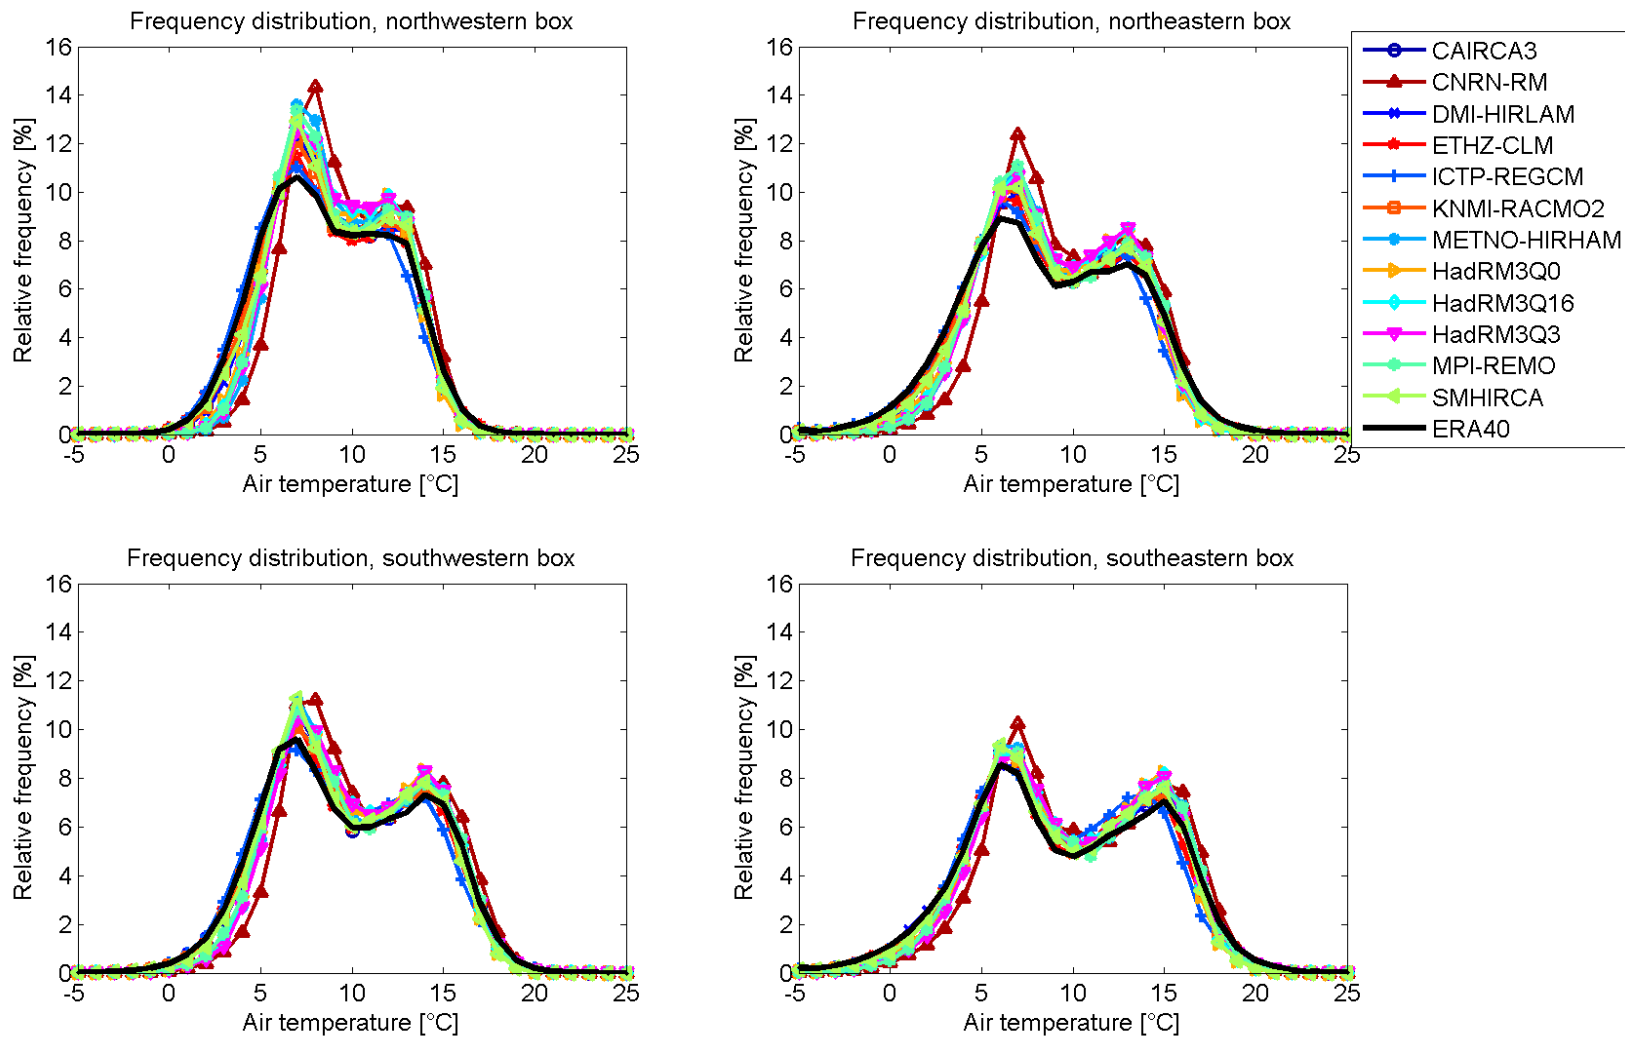 Frequency distribution, northwestern box
16
14
12
10
8
6
4
2
0
Relative frequency [%]
-5 0 5 10 15 20 25
Air temperature [°C]
Frequency distribution, northeastern box
16
14
12
10
8
6
4
2
0
Relative frequency [%]
-5 0 5 10 15 20 25
Air temperature [°C]
CAIRCA3
CNRN-RM
DMI-HIRLAM
ETHZ-CLM
ICTP-REGCM
KNMI-RACMO2
METNO-HIRHAM
HadRM3Q0
HadRM3Q16
HadRM3Q3
MPI-REMO
SMHIRCA
ERA40
Frequency distribution, southwestern box
16
14
12
10
8
6
4
2
0
Relative frequency [%]
-5 0 5 10 15 20 25
Air temperature [°C]
Frequency distribution, southeastern box
16
14
12
10
8
6
4
2
0
Relative frequency [%]
-5 0 5 10 15 20 25
Air temperature [°C]